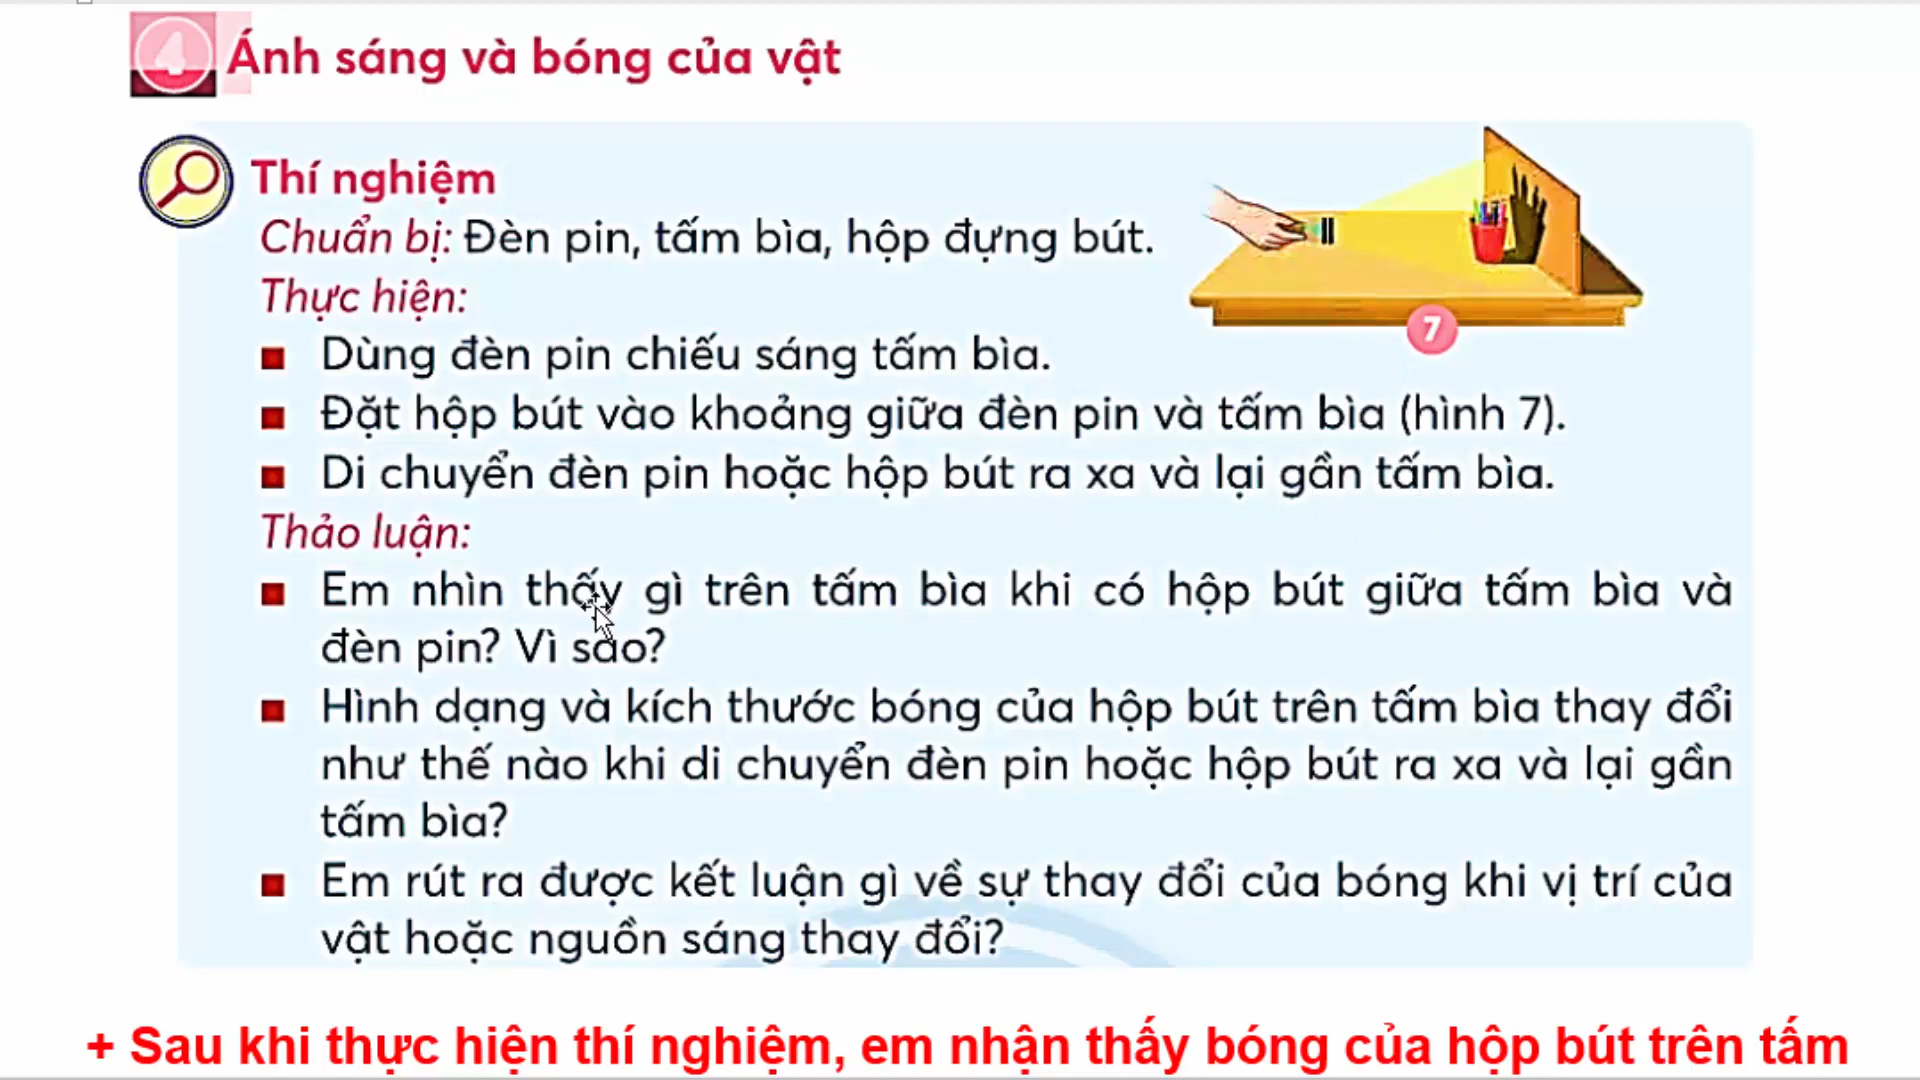 4 Ánh sáng và bóng của vật
Thí nghiệm
Chuẩn bị: Đèn pin, tấm bìa, hộp đựng bút.
Thực hiện:
7
Dùng đèn pin chiếu sáng tấm bìa.
Đặt hộp bút vào khoảng giữa đèn pin và tấm bìa (hình 7).
Di chuyển đèn pin hoặc hộp bút ra xa và lại gần tấm bìa.
Thảo luận:
Em nhìn thấy gì trên tấm bìa khi có hộp bút giữa tấm bìa và
đèn pin? Vì sao?
Hình dạng và kích thước bóng của hộp bút trên tấm bìa thay đổi
như thế nào khi di chuyển đèn pin hoặc hộp bút ra xa và lại gần
tấm bìa?
Em rút ra được kết luận gì về sự thay đổi của bóng khi vị trí của
vật hoặc nguồn sáng thay đổi?
+ Sau khi thực hiện thí nghiệm, em nhận thấy bóng của hộp bút trên tấm